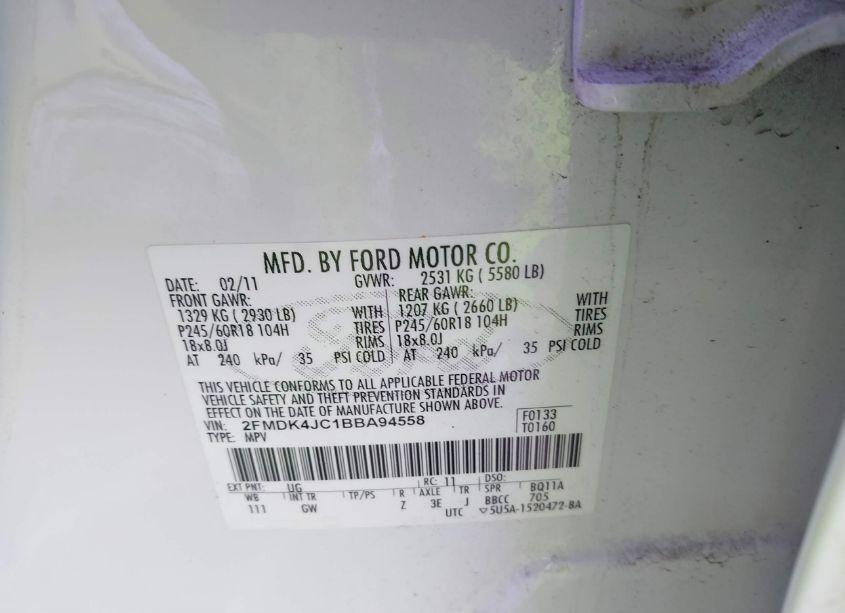 MFD. BY FORD MOTOR CO.
DATE: 02/11 GVWR: 2531 KG ( 5580 LB)
FRONT GAWR: REAR GAWR:
1329 KG ( 2930 LB) WITH 1207 KG ( 2660 LB) WITH
P245/60R18 104H TIRES P245/60R18 104H TIRES
18x8.0J RIMS 18x8.0J RIMS
AT 240 kPa/ 35 PSI COLD AT 240 kPa/ 35 PSI COLD
THIS VEHICLE CONFORMS TO ALL APPLICABLE FEDERAL MOTOR
VEHICLE SAFETY AND THEFT PREVENTION STANDARDS IN
EFFECT ON THE DATE OF MANUFACTURE SHOWN ABOVE.
VIN: 2FMDK4JC1BBA94558 F0133
TYPE: MPV T0160
EXT PNT: UG RC: 11 DSO:
WB INT TR TP/PS R AXLE TR SPR BQ11A
111 GW Z 3E J BBCC 705
UTC 5U5A-1520472-BA
Ford